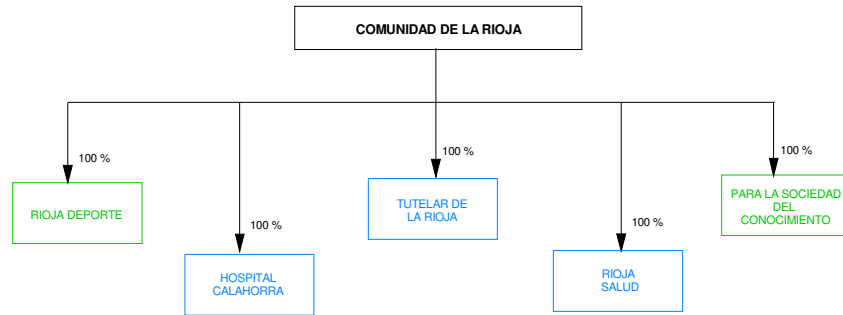 COMUNIDAD DE LA RIOJA
100 %
100 %
100 %
RIOJA DEPORTE
TUTELAR DE
LA RIOJA
PARA LA SOCIEDAD
DEL
CONOCIMIENTO
100 %
100 %
HOSPITAL
CALAHORRA
RIOJA
SALUD